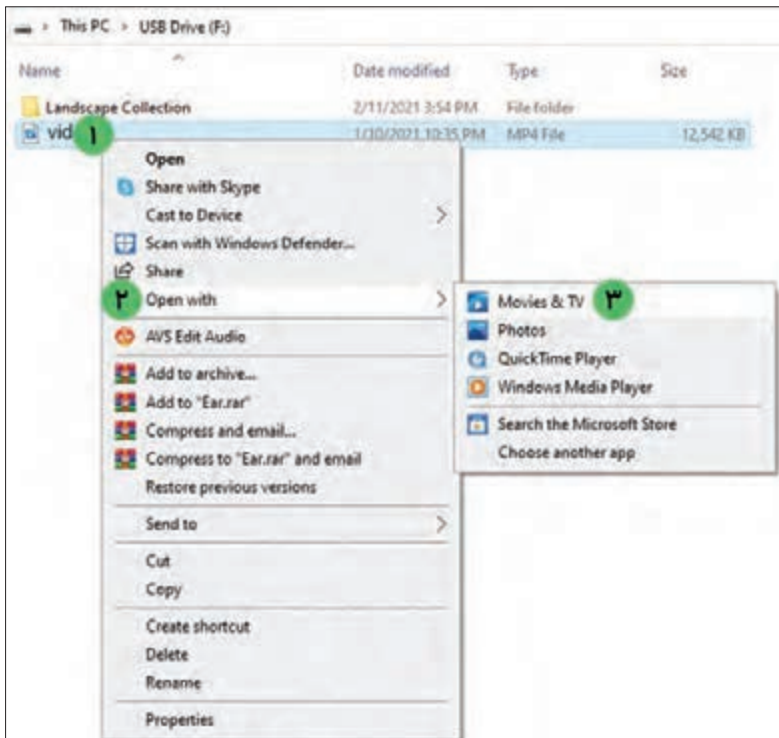 This PC > USB Drive (F:)
Name Date modified Type Size
Landscape Collection 2/11/2021 3:54 PM File folder
vid ۱ 1/30/2021 10:35 PM MP4 File 12,542 KB
Open
Share with Skype
Cast to Device >
Scan with Windows Defender...
Share
۲ Open with >
Movies & TV ۳
Photos
QuickTime Player
Windows Media Player
Search the Microsoft Store
Choose another app
AVS Edit Audio
Add to archive...
Add to "Ear.rar"
Compress and email...
Compress to "Ear.rar" and email
Restore previous versions
Send to >
Cut
Copy
Create shortcut
Delete
Rename
Properties